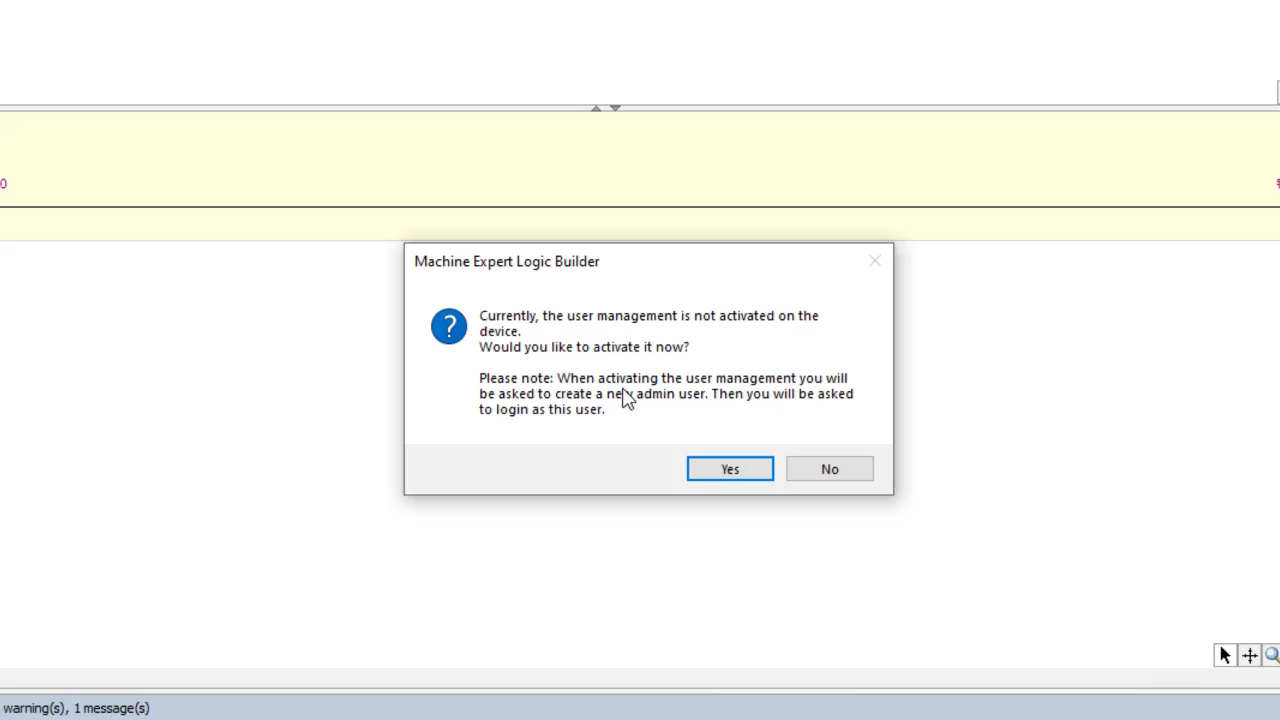 0
Machine Expert Logic Builder
Currently, the user management is not activated on the
device.
Would you like to activate it now?
Please note: When activating the user management you will
be asked to create a new admin user. Then you will be asked
to login as this user.
Yes
No
warning(s), 1 message(s)